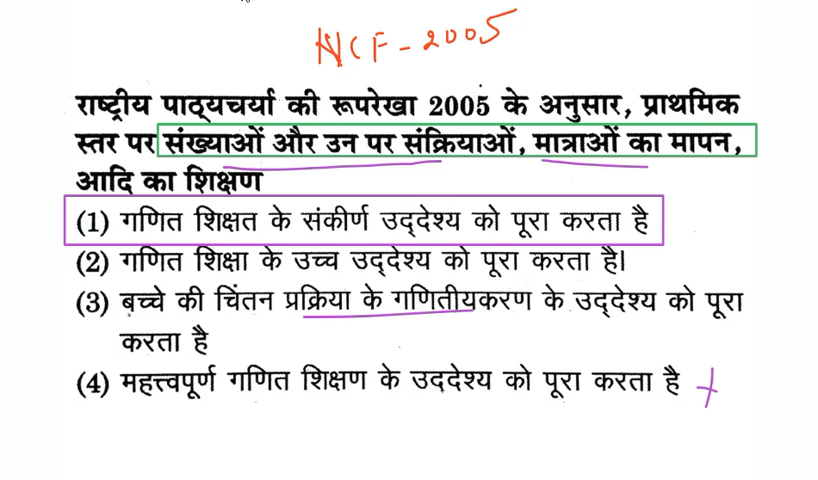 NCF-2005
राष्ट्रीय पाठ्यचर्या की रूपरेखा 2005 के अनुसार, प्राथमिक
स्तर पर संख्याओं और उन पर संक्रियाओं, मात्राओं का मापन,
आदि का शिक्षण
(1) गणित शिक्षत के संकीर्ण उद्देश्य को पूरा करता है
(2) गणित शिक्षा के उच्च उद्देश्य को पूरा करता है।
(3) बच्चे की चिंतन प्रक्रिया के गणितीयकरण के उद्देश्य को पूरा
करता है
(4) महत्त्वपूर्ण गणित शिक्षण के उददेश्य को पूरा करता है